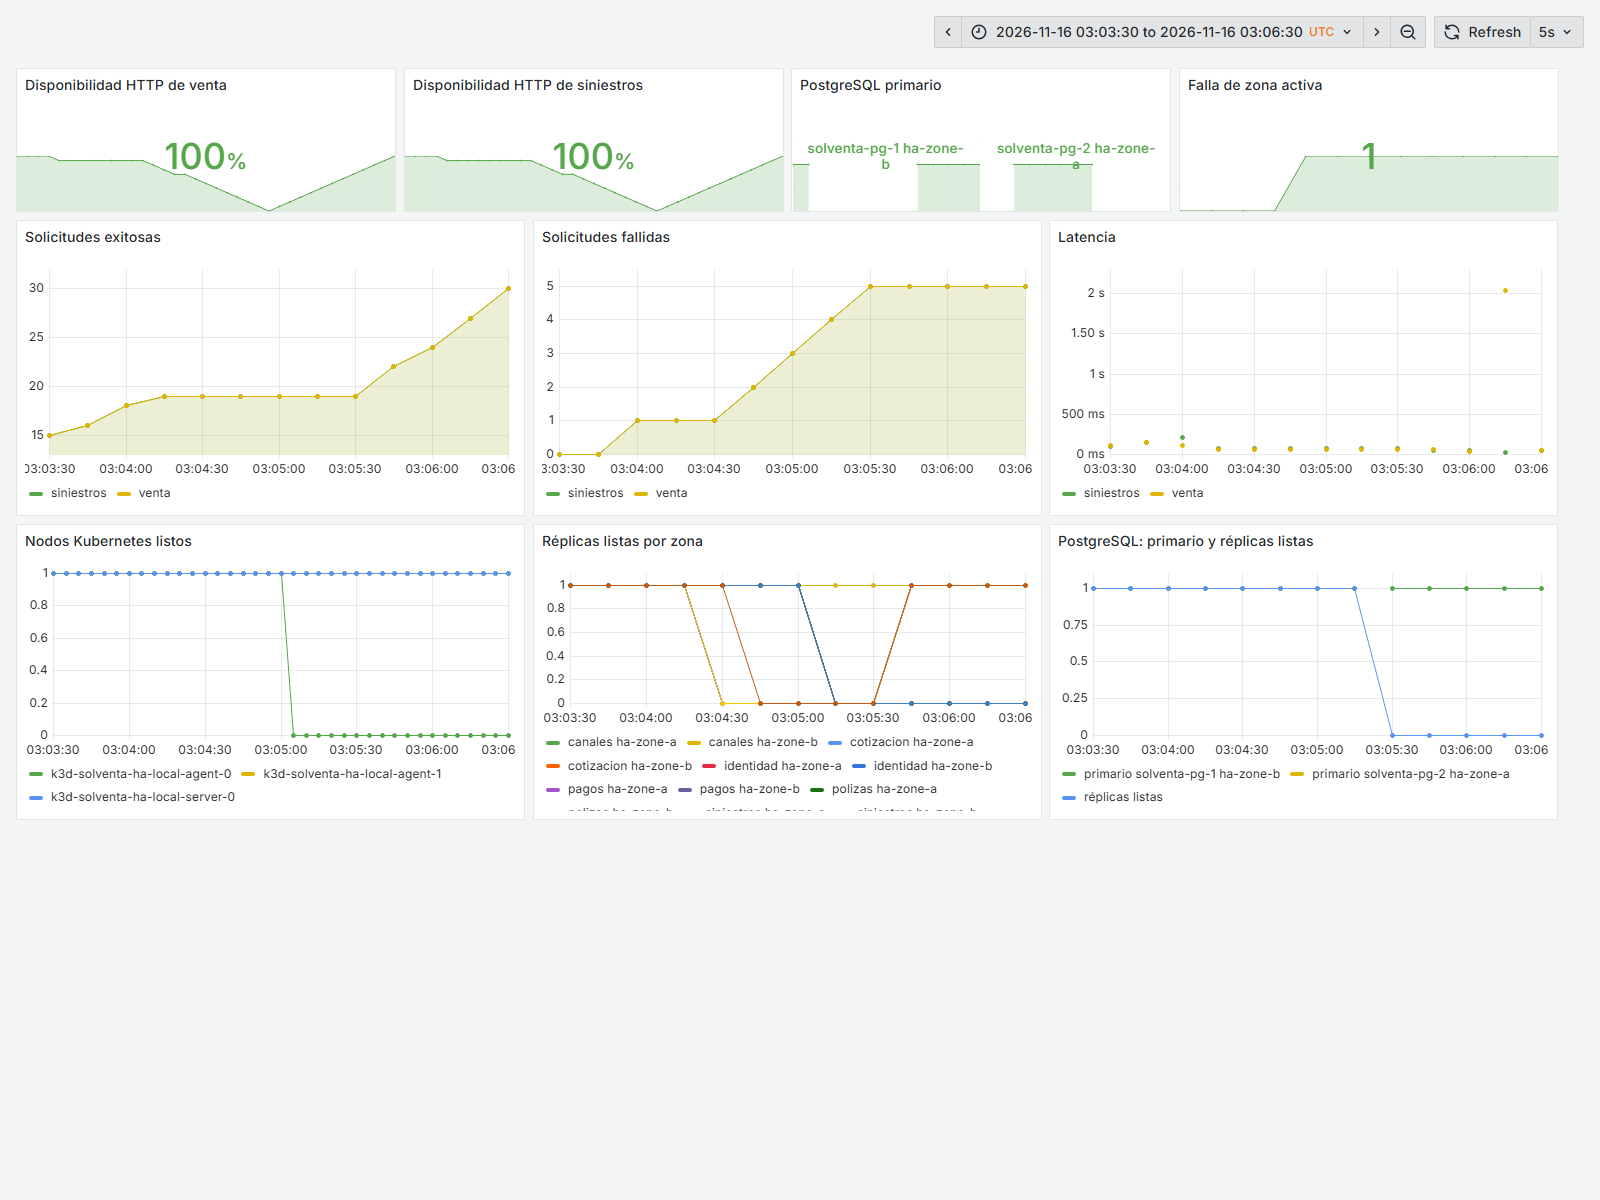 2026-11-16 03:03:30 to 2026-11-16 03:06:30 UTC
Refresh
5s
Disponibilidad HTTP de venta
100%
Disponibilidad HTTP de siniestros
100%
PostgreSQL primario
solventa-pg-1 ha-zone-
b
solventa-pg-2 ha-zone-
a
Falla de zona activa
1
Solicitudes exitosas
30
25
20
15
03:03:30 03:04:00 03:04:30 03:05:00 03:05:30 03:06:00 03:06
siniestros venta
Solicitudes fallidas
5
4
3
2
1
0
3:03:30 03:04:00 03:04:30 03:05:00 03:05:30 03:06:00 03:06
siniestros venta
Latencia
2 s
1.50 s
1 s
500 ms
0 ms
03:03:30 03:04:00 03:04:30 03:05:00 03:05:30 03:06:00 03:06
siniestros venta
Nodos Kubernetes listos
1
0.8
0.6
0.4
0.2
0
03:03:30 03:04:00 03:04:30 03:05:00 03:05:30 03:06:00 03:06
k3d-solventa-ha-local-agent-0 k3d-solventa-ha-local-agent-1
k3d-solventa-ha-local-server-0
Réplicas listas por zona
1
0.8
0.6
0.4
0.2
0
03:03:30 03:04:00 03:04:30 03:05:00 03:05:30 03:06:00 03:06
canales ha-zone-a canales ha-zone-b cotizacion ha-zone-a
cotizacion ha-zone-b identidad ha-zone-a identidad ha-zone-b
pagos ha-zone-a pagos ha-zone-b polizas ha-zone-a
PostgreSQL: primario y réplicas listas
1
0.75
0.5
0.25
0
03:03:30 03:04:00 03:04:30 03:05:00 03:05:30 03:06:00 03:06
primario solventa-pg-1 ha-zone-b primario solventa-pg-2 ha-zone-a
réplicas listas